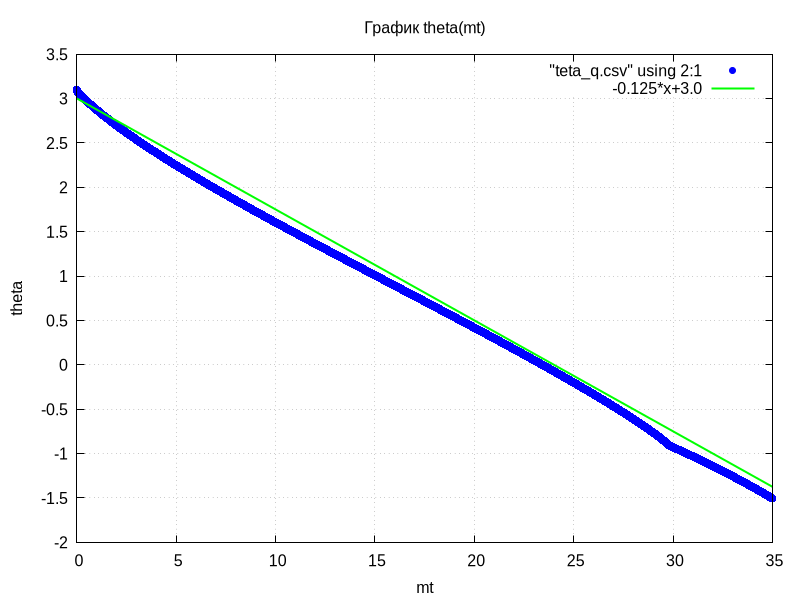 График theta(mt)
"teta_q.csv" using 2:1
-0.125*x+3.0
3.5
3
2.5
2
1.5
1
0.5
0
-0.5
-1
-1.5
-2
theta
0 5 10 15 20 25 30 35
mt